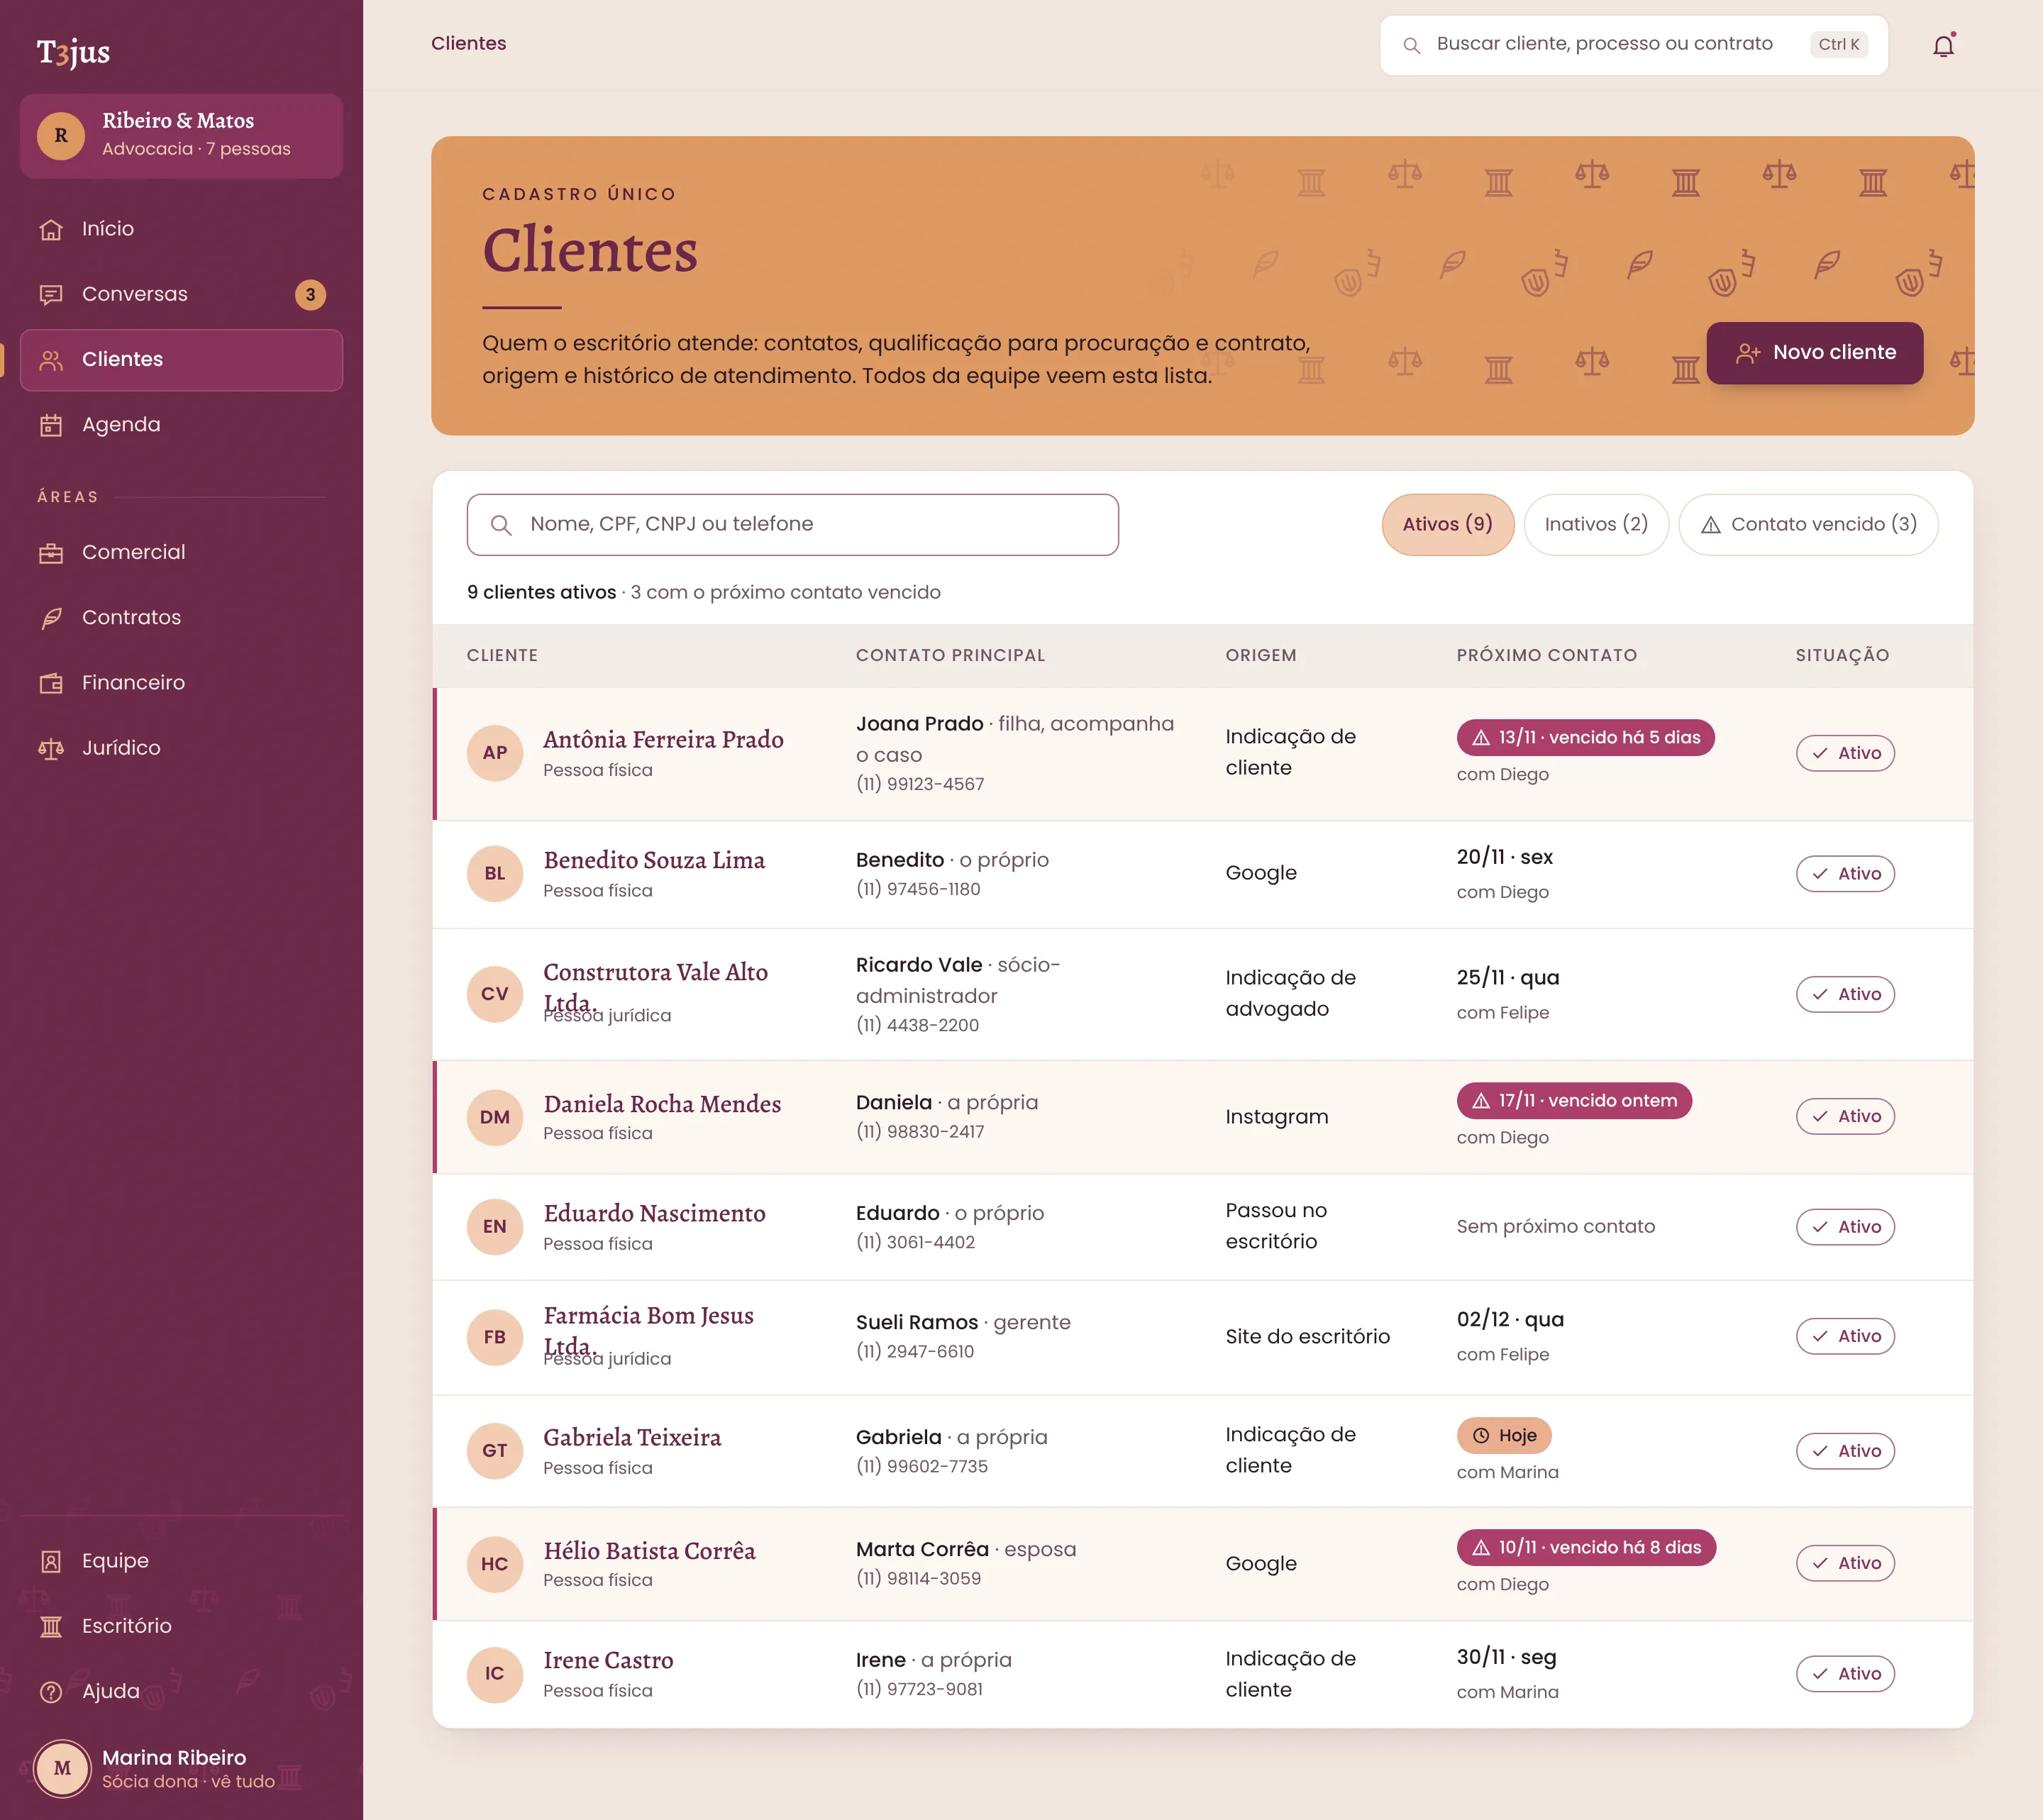 T3jus
R
Ribeiro & Matos
Advocacia · 7 pessoas
Início
Conversas
3
Clientes
Agenda
ÁREAS
Comercial
Contratos
Financeiro
Jurídico
Equipe
Escritório
Ajuda
M
Marina Ribeiro
Sócia dona · vê tudo
Clientes
Buscar cliente, processo ou contrato
Ctrl K
CADASTRO ÚNICO
Clientes
Quem o escritório atende: contatos, qualificação para procuração e contrato,
origem e histórico de atendimento. Todos da equipe veem esta lista.
Novo cliente
Nome, CPF, CNPJ ou telefone
Ativos (9)
Inativos (2)
Contato vencido (3)
9 clientes ativos · 3 com o próximo contato vencido
CLIENTE
CONTATO PRINCIPAL
ORIGEM
PRÓXIMO CONTATO
SITUAÇÃO
AP
Antônia Ferreira Prado
Pessoa física
Joana Prado · filha, acompanha
o caso
(11) 99123-4567
Indicação de
cliente
13/11 · vencido há 5 dias
com Diego
Ativo
BL
Benedito Souza Lima
Pessoa física
Benedito · o próprio
(11) 97456-1180
Google
20/11 · sex
com Diego
Ativo
CV
Construtora Vale Alto
Ltda.
Pessoa jurídica
Ricardo Vale · sócio-
administrador
(11) 4438-2200
Indicação de
advogado
25/11 · qua
com Felipe
Ativo
DM
Daniela Rocha Mendes
Pessoa física
Daniela · a própria
(11) 98830-2417
Instagram
17/11 · vencido ontem
com Diego
Ativo
EN
Eduardo Nascimento
Pessoa física
Eduardo · o próprio
(11) 3061-4402
Passou no
escritório
Sem próximo contato
Ativo
FB
Farmácia Bom Jesus
Ltda.
Pessoa jurídica
Sueli Ramos · gerente
(11) 2947-6610
Site do escritório
02/12 · qua
com Felipe
Ativo
GT
Gabriela Teixeira
Pessoa física
Gabriela · a própria
(11) 99602-7735
Indicação de
cliente
Hoje
com Marina
Ativo
HC
Hélio Batista Corrêa
Pessoa física
Marta Corrêa · esposa
(11) 98114-3059
Google
10/11 · vencido há 8 dias
com Diego
Ativo
IC
Irene Castro
Pessoa física
Irene · a própria
(11) 97723-9081
Indicação de
cliente
30/11 · seg
com Marina
Ativo